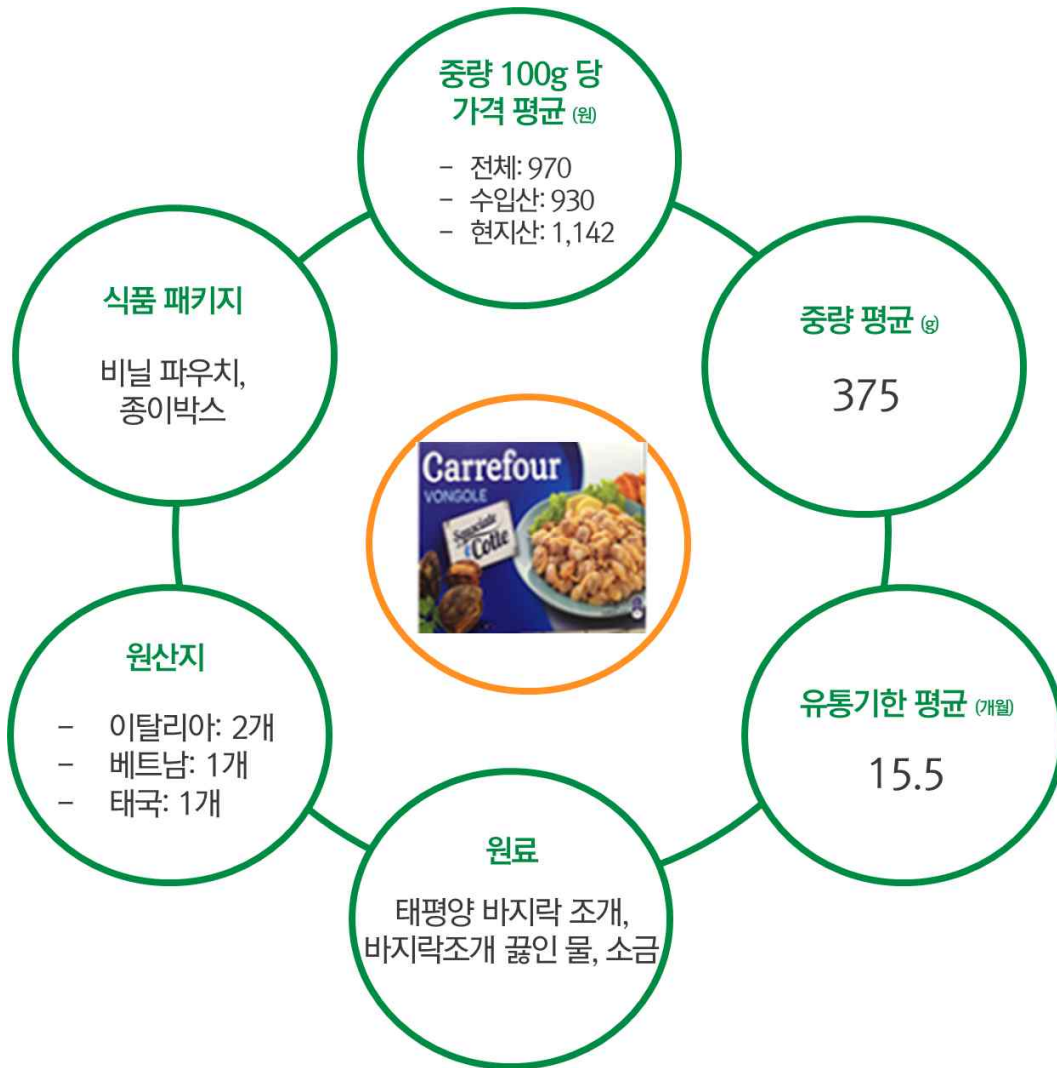 중량 100g 당
가격 평균 (원)
- 전체: 970
- 수입산: 930
- 현지산: 1,142
식품 패키지
비닐 파우치,
종이박스
중량 평균 (g)
375
Carrefour
VONGOLE
Sgusciate
e Cotte
원산지
- 이탈리아: 2개
- 베트남: 1개
- 태국: 1개
유통기한 평균 (개월)
15.5
원료
태평양 바지락 조개,
바지락조개 끓인 물, 소금